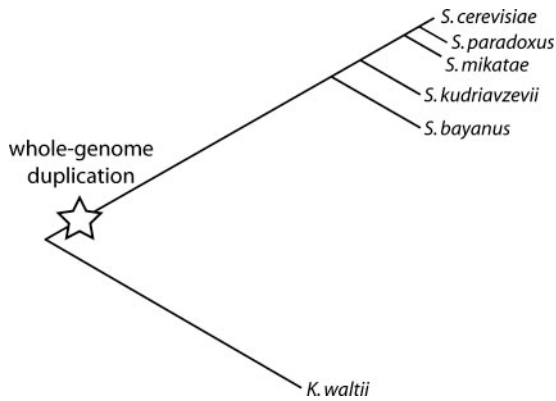 S. cerevisiae
S. paradoxus
S. mikatae
S. kudriavzevii
S. bayanus
whole-genome
duplication
K. waltii